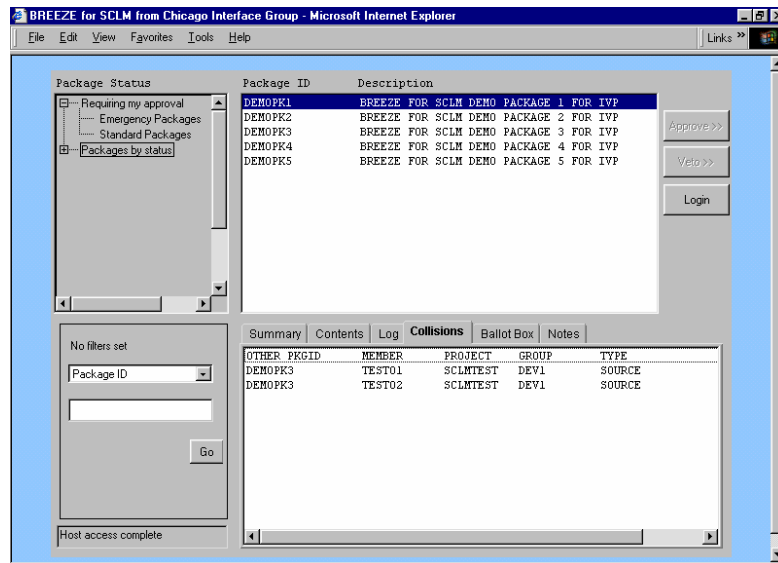 BREEZE for SCLM from Chicago Interface Group - Microsoft Internet Explorer
File Edit View Favorites Tools Help Links »
Package Status
Requiring my approval
Emergency Packages
Standard Packages
Packages by status
Package ID Description
DEMOPK1 BREEZE FOR SCLM DEMO PACKAGE 1 FOR IVP
DEMOPK2 BREEZE FOR SCLM DEMO PACKAGE 2 FOR IVP
DEMOPK3 BREEZE FOR SCLM DEMO PACKAGE 3 FOR IVP
DEMOPK4 BREEZE FOR SCLM DEMO PACKAGE 4 FOR IVP
DEMOPK5 BREEZE FOR SCLM DEMO PACKAGE 5 FOR IVP
Approve >>
Veto >>
Login
No filters set
Package ID
Go
Host access complete
Summary Contents Log Collisions Ballot Box Notes
OTHER PKGID MEMBER PROJECT GROUP TYPE
DEMOPK3 TEST01 SCLMTEST DEV1 SOURCE
DEMOPK3 TEST02 SCLMTEST DEV1 SOURCE